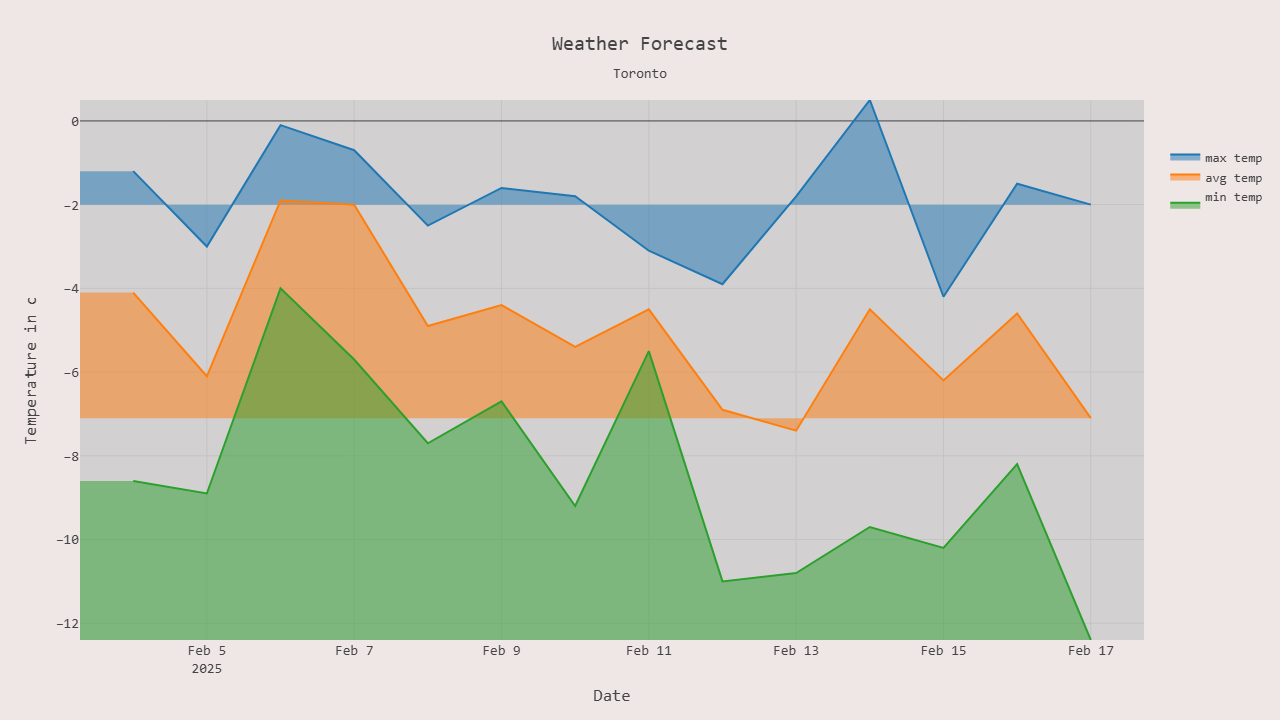 Weather Forecast
Toronto
max temp
avg temp
min temp
Temperature in c
0
−2
−4
−6
−8
−10
−12
Feb 5
2025
Feb 7
Feb 9
Feb 11
Feb 13
Feb 15
Feb 17
Date